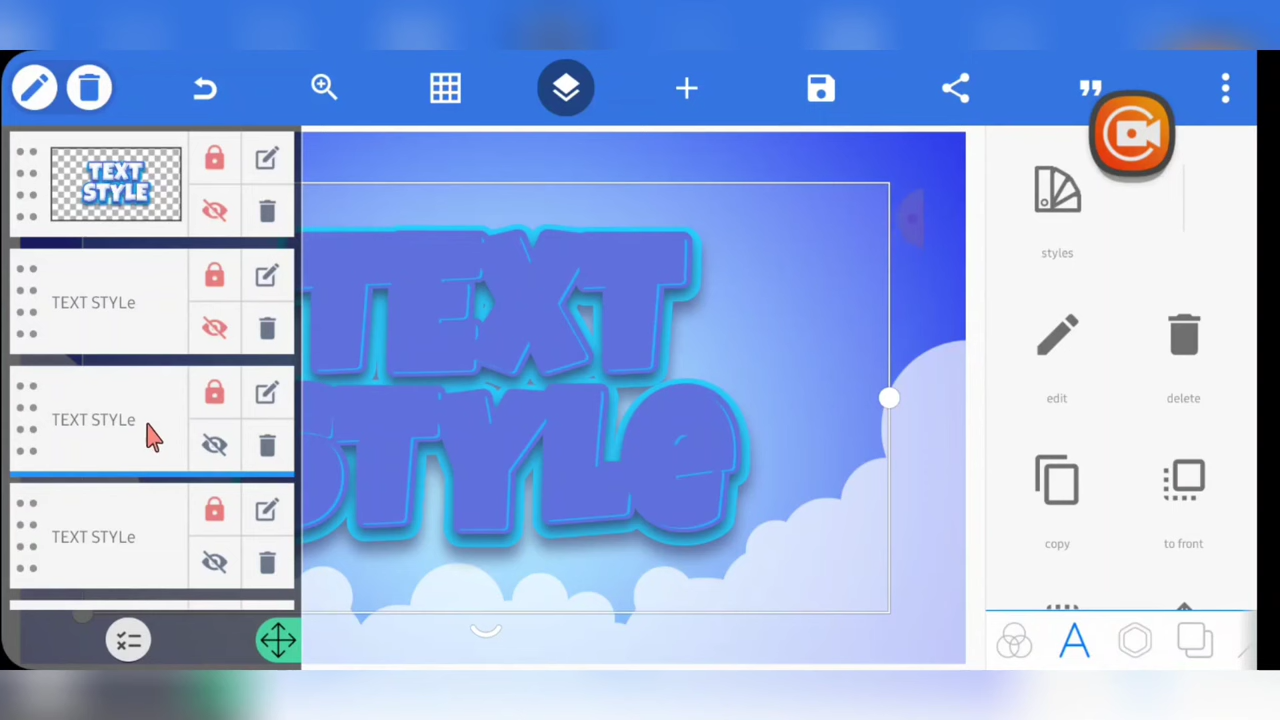 TEXT
STYLE
TEXT STYLe
TEXT STYLe
TEXT STYLe
TEXT
STYLe
styles
edit
delete
copy
to front
A